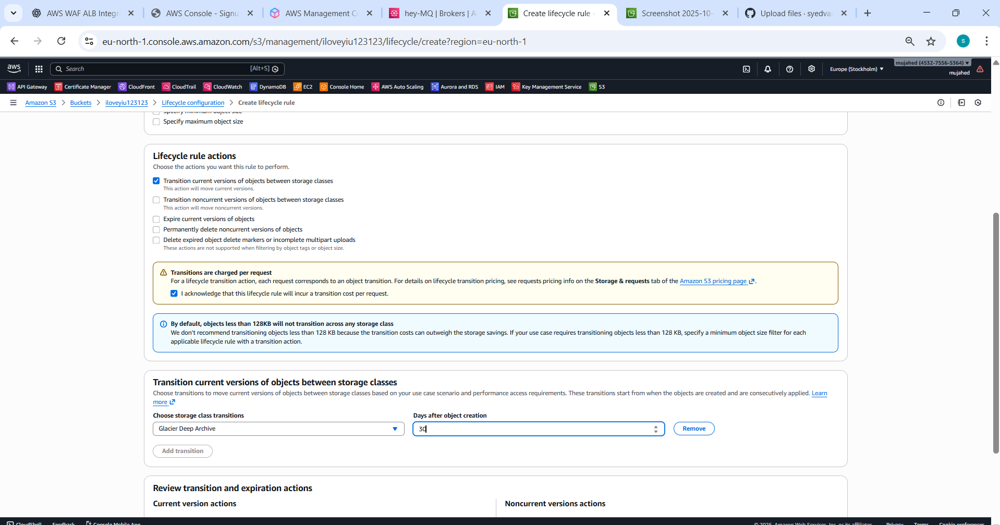 AWS WAF ALB Integr
AWS Console - Signu
AWS Management Co
hey-MQ | Brokers | A
Create lifecycle rule -
Screenshot 2025-10-
Upload files · syedvas
eu-north-1.console.aws.amazon.com/s3/management/iloveyiu123123/lifecycle/create?region=eu-north-1
S
aws
Search
[Alt+S]
Europe (Stockholm)
mujahed (4532-7556-5364)
mujahed
API Gateway
Certificate Manager
CloudFront
CloudTrail
CloudWatch
DynamoDB
EC2
Console Home
AWS Auto Scaling
Aurora and RDS
IAM
Key Management Service
S3
Amazon S3
Buckets
iloveyiu123123
Lifecycle configuration
Create lifecycle rule
Specify minimum object size
Specify maximum object size
Lifecycle rule actions
Choose the actions you want this rule to perform.
Transition current versions of objects between storage classes
This action will move current versions.
Transition noncurrent versions of objects between storage classes
This action will move noncurrent versions.
Expire current versions of objects
Permanently delete noncurrent versions of objects
Delete expired object delete markers or incomplete multipart uploads
These actions are not supported when filtering by object tags or object size.
Transitions are charged per request
For a lifecycle transition action, each request corresponds to an object transition. For details on lifecycle transition pricing, see requests pricing info on the Storage & requests tab of the Amazon S3 pricing page.
I acknowledge that this lifecycle rule will incur a transition cost per request.
By default, objects less than 128KB will not transition across any storage class
We don't recommend transitioning objects less than 128 KB because the transition costs can outweigh the storage savings. If your use case requires transitioning objects less than 128 KB, specify a minimum object size filter for each
applicable lifecycle rule with a transition action.
Transition current versions of objects between storage classes
Choose transitions to move current versions of objects between storage classes based on your use case scenario and performance access requirements. These transitions start from when the objects are created and are consecutively applied. Learn
more
Choose storage class transitions
Days after object creation
Glacier Deep Archive
30
Remove
Add transition
Review transition and expiration actions
Current version actions
Noncurrent versions actions
CloudShell
Feedback
Console Mobile App
© 2026, Amazon Web Services, Inc. or its affiliates.
Privacy
Terms
Cookie preferences